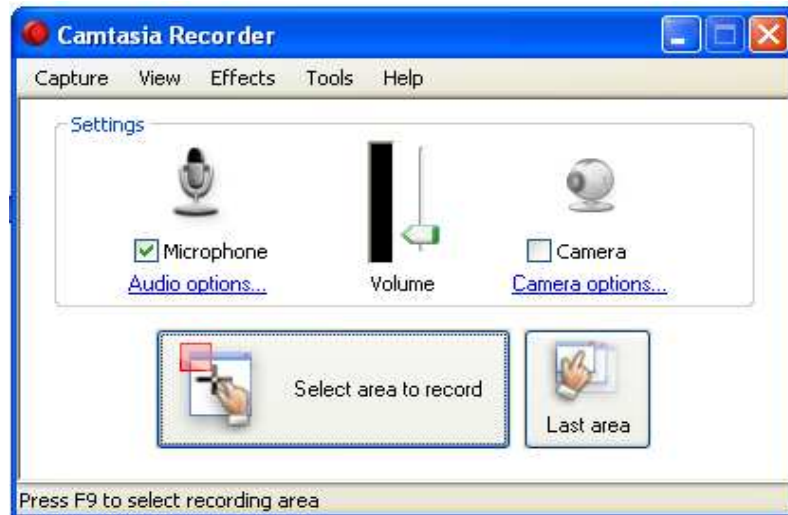 Camtasia Recorder
Capture View Effects Tools Help
Settings
Microphone
Camera
Audio options...
Volume
Camera options...
Select area to record
Last area
Press F9 to select recording area